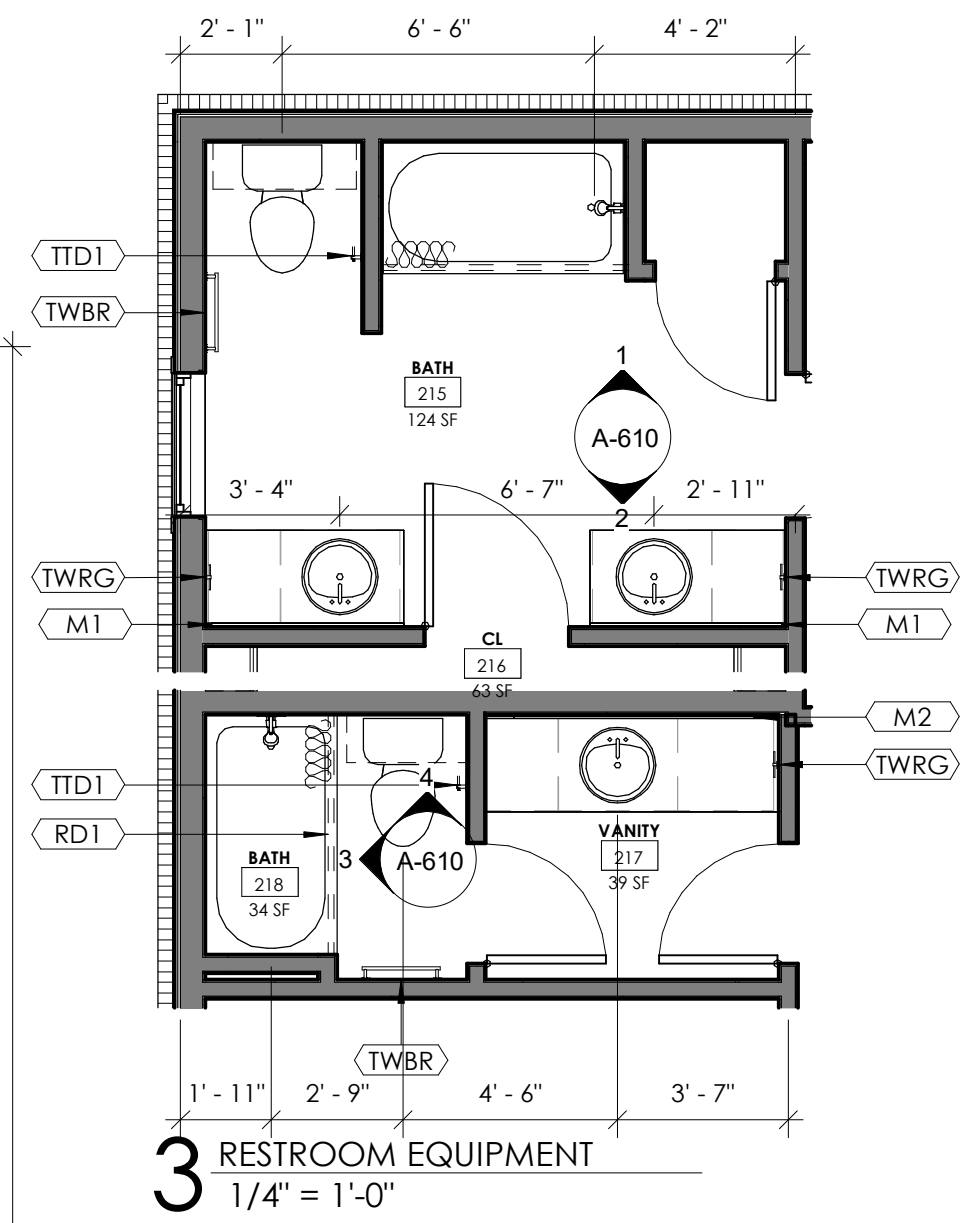 2' - 1" 6' - 6" 4' - 2"
TTD1
TWBR
BATH
215
124 SF
1
A-610
2
3' - 4" 6' - 7" 2' - 11"
TWRG TWRG
M1 M1
CL
216
63 SF
M2
TWRG
TTD1
RD1
4
3
A-610
BATH
218
34 SF
VANITY
217
39 SF
TWBR
1' - 11" 2' - 9" 4' - 6" 3' - 7"
3 RESTROOM EQUIPMENT
1/4" = 1'-0"